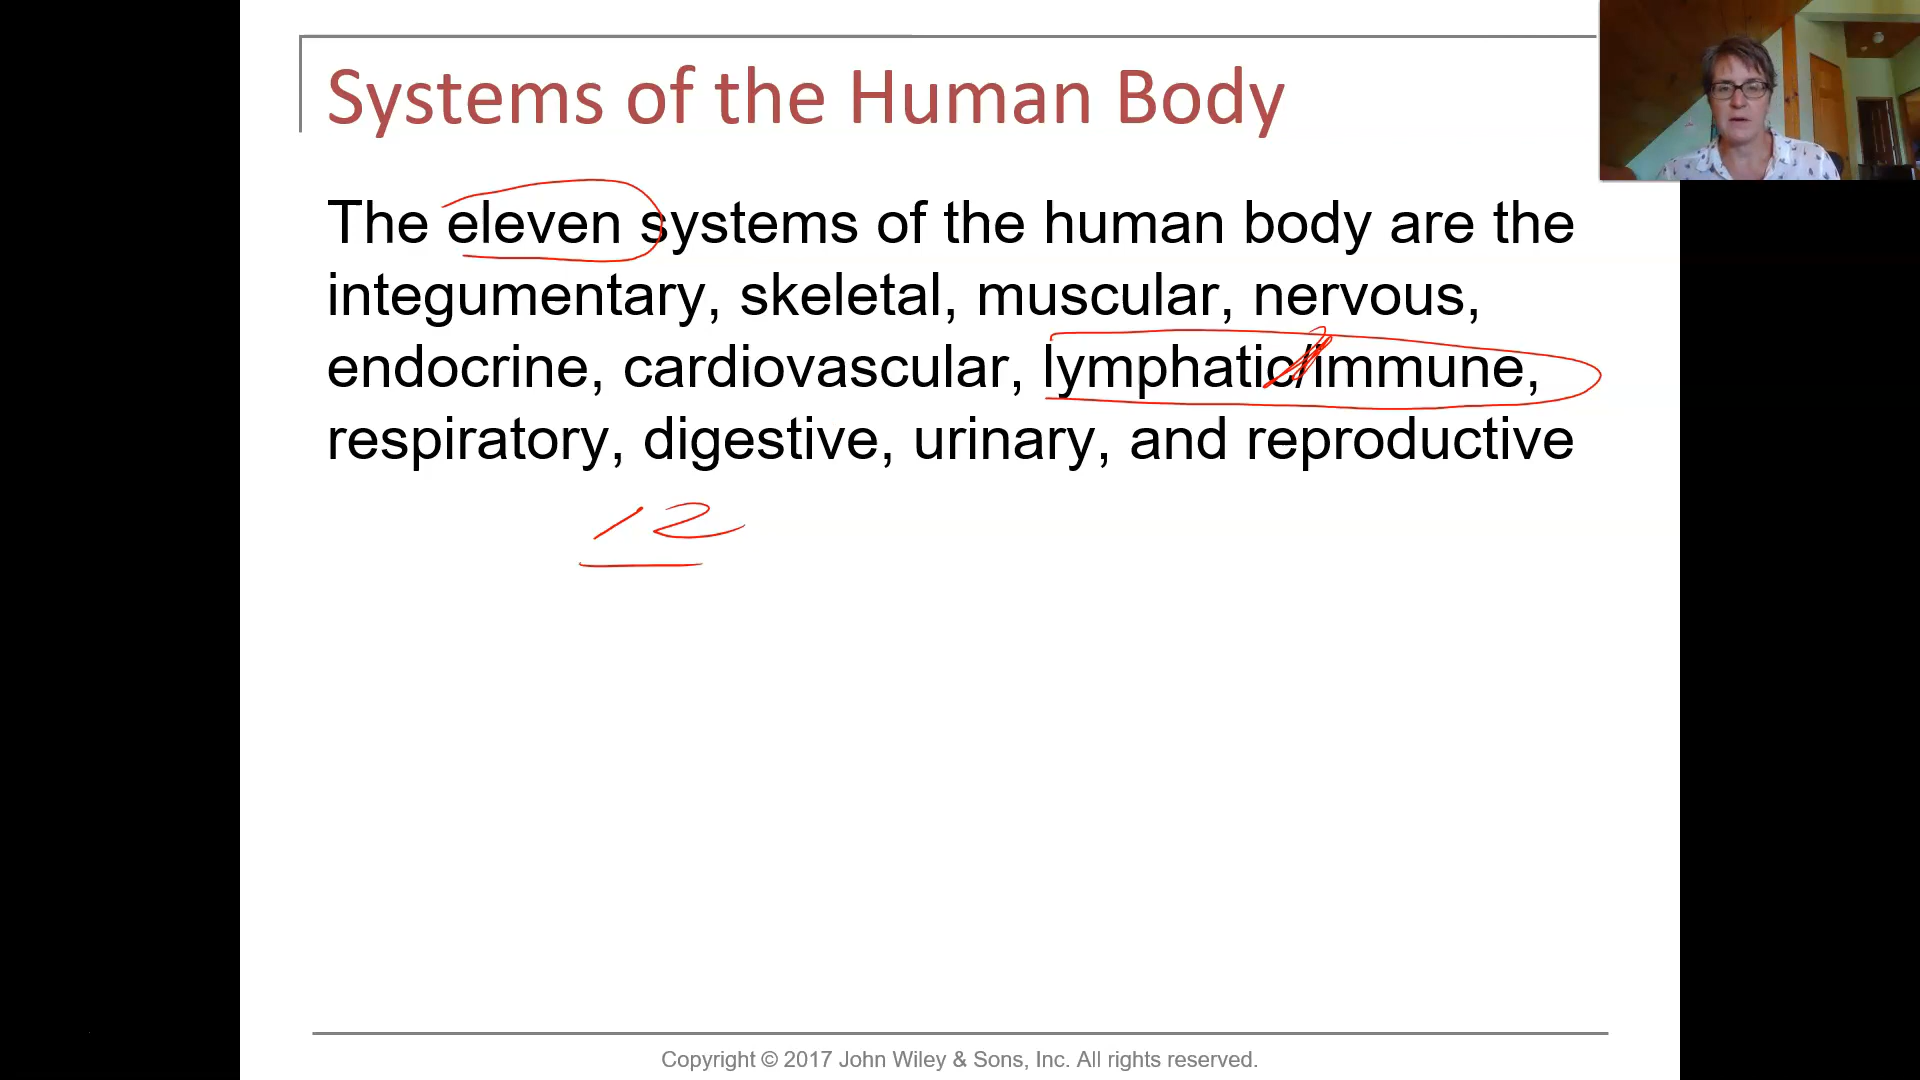 Systems of the Human Body
The eleven systems of the human body are the
integumentary, skeletal, muscular, nervous,
endocrine, cardiovascular, lymphatic/immune,
respiratory, digestive, urinary, and reproductive
12
Copyright © 2017 John Wiley & Sons, Inc. All rights reserved.